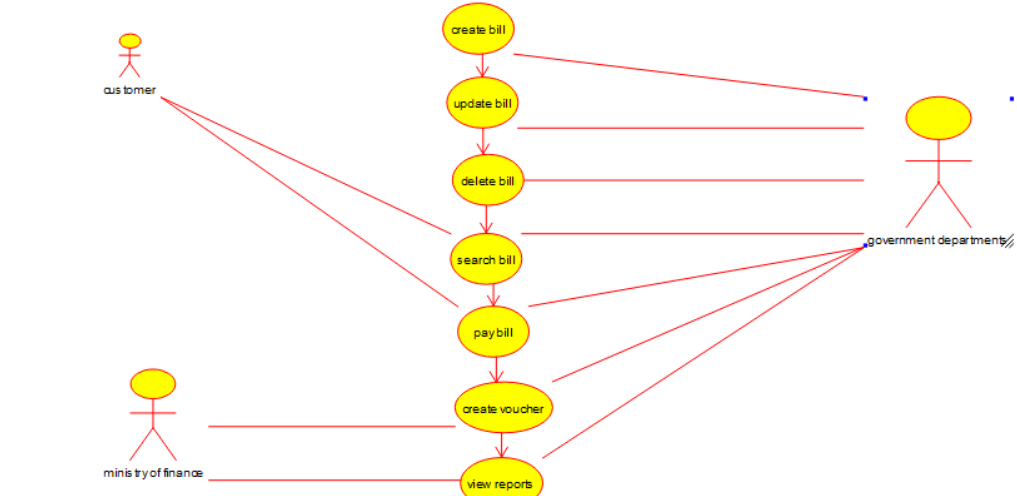 create bill
customer
update bill
delete bill
government departments
search bill
pay bill
create voucher
ministry of finance
view reports